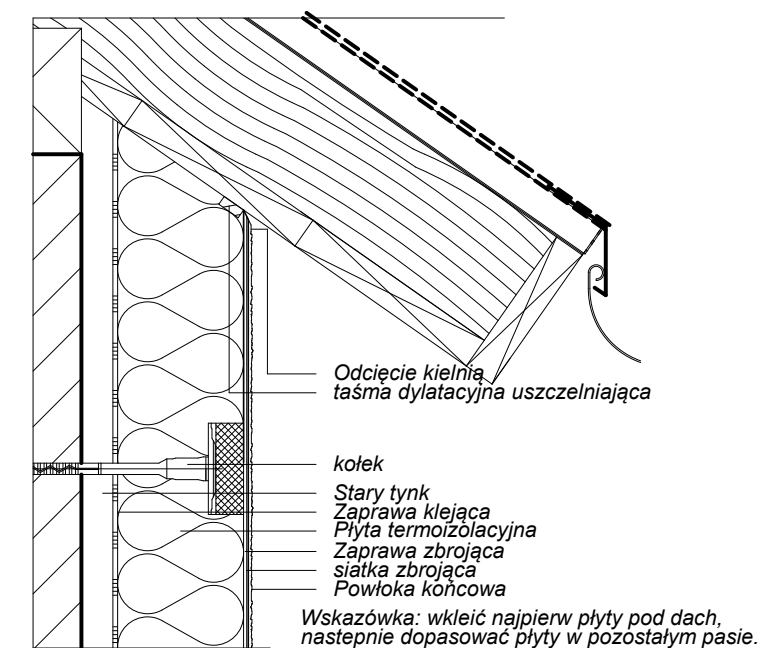 Odcięcie kielnią
taśma dylatacyjna uszczelniająca
kołek
Stary tynk
Zaprawa klejąca
Płyta termoizolacyjna
Zaprawa zbrojąca
siatka zbrojąca
Powłoka końcowa
Wskazówka: wkleić najpierw płyty pod dach,
nastepnie dopasować płyty w pozostałym pasie.